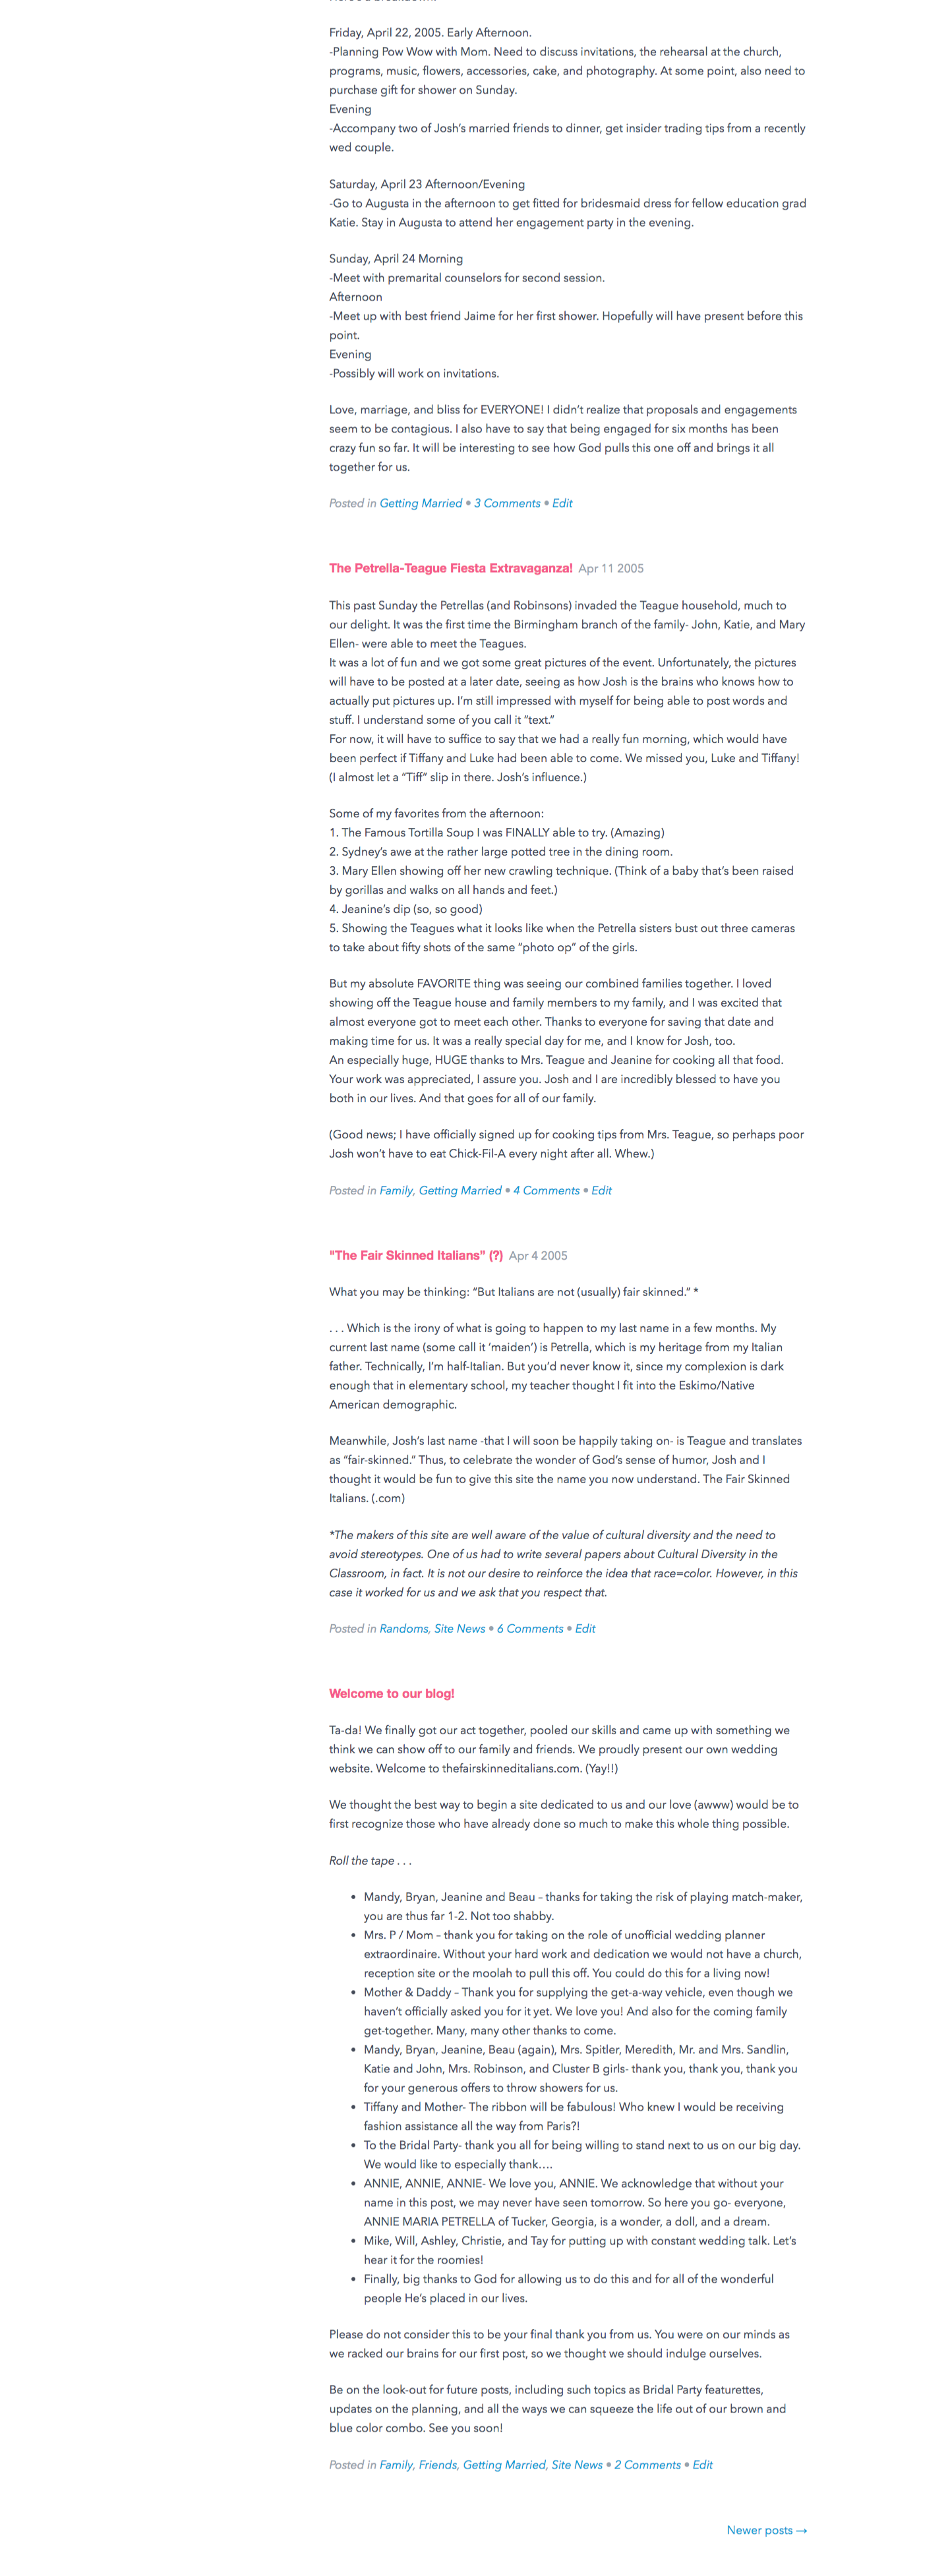 Friday, April 22, 2005. Early Afternoon.
-Planning Pow Wow with Mom. Need to discuss invitations, the rehearsal at the church,
programs, music, flowers, accessories, cake, and photography. At some point, also need to
purchase gift for shower on Sunday.
Evening
-Accompany two of Josh’s married friends to dinner, get insider trading tips from a recently
wed couple.
Saturday, April 23 Afternoon/Evening
-Go to Augusta in the afternoon to get fitted for bridesmaid dress for fellow education grad
Katie. Stay in Augusta to attend her engagement party in the evening.
Sunday, April 24 Morning
-Meet with premarital counselors for second session.
Afternoon
-Meet up with best friend Jaime for her first shower. Hopefully will have present before this
point.
Evening
-Possibly will work on invitations.
Love, marriage, and bliss for EVERYONE! I didn’t realize that proposals and engagements
seem to be contagious. I also have to say that being engaged for six months has been
crazy fun so far. It will be interesting to see how God pulls this one off and brings it all
together for us.
Posted in Getting Married • 3 Comments • Edit
The Petrella-Teague Fiesta Extravaganza! Apr 11 2005
This past Sunday the Petrellas (and Robinsons) invaded the Teague household, much to
our delight. It was the first time the Birmingham branch of the family- John, Katie, and Mary
Ellen- were able to meet the Teagues.
It was a lot of fun and we got some great pictures of the event. Unfortunately, the pictures
will have to be posted at a later date, seeing as how Josh is the brains who knows how to
actually put pictures up. I’m still impressed with myself for being able to post words and
stuff. I understand some of you call it “text.”
For now, it will have to suffice to say that we had a really fun morning, which would have
been perfect if Tiffany and Luke had been able to come. We missed you, Luke and Tiffany!
(I almost let a “Tiff” slip in there. Josh’s influence.)
Some of my favorites from the afternoon:
1. The Famous Tortilla Soup I was FINALLY able to try. (Amazing)
2. Sydney’s awe at the rather large potted tree in the dining room.
3. Mary Ellen showing off her new crawling technique. (Think of a baby that’s been raised
by gorillas and walks on all hands and feet.)
4. Jeanine’s dip (so, so good)
5. Showing the Teagues what it looks like when the Petrella sisters bust out three cameras
to take about fifty shots of the same “photo op” of the girls.
But my absolute FAVORITE thing was seeing our combined families together. I loved
showing off the Teague house and family members to my family, and I was excited that
almost everyone got to meet each other. Thanks to everyone for saving that date and
making time for us. It was a really special day for me, and I know for Josh, too.
An especially huge, HUGE thanks to Mrs. Teague and Jeanine for cooking all that food.
Your work was appreciated, I assure you. Josh and I are incredibly blessed to have you
both in our lives. And that goes for all of our family.
(Good news; I have officially signed up for cooking tips from Mrs. Teague, so perhaps poor
Josh won’t have to eat Chick-Fil-A every night after all. Whew.)
Posted in Family, Getting Married • 4 Comments • Edit
"The Fair Skinned Italians” (?) Apr 4 2005
What you may be thinking: “But Italians are not (usually) fair skinned.” *
. . . Which is the irony of what is going to happen to my last name in a few months. My
current last name (some call it ‘maiden’) is Petrella, which is my heritage from my Italian
father. Technically, I’m half-Italian. But you’d never know it, since my complexion is dark
enough that in elementary school, my teacher thought I fit into the Eskimo/Native
American demographic.
Meanwhile, Josh’s last name -that I will soon be happily taking on- is Teague and translates
as “fair-skinned.” Thus, to celebrate the wonder of God’s sense of humor, Josh and I
thought it would be fun to give this site the name you now understand. The Fair Skinned
Italians. (.com)
*The makers of this site are well aware of the value of cultural diversity and the need to
avoid stereotypes. One of us had to write several papers about Cultural Diversity in the
Classroom, in fact. It is not our desire to reinforce the idea that race=color. However, in this
case it worked for us and we ask that you respect that.
Posted in Randoms, Site News • 6 Comments • Edit
Welcome to our blog!
Ta-da! We finally got our act together, pooled our skills and came up with something we
think we can show off to our family and friends. We proudly present our own wedding
website. Welcome to thefairskinneditalians.com. (Yay!!)
We thought the best way to begin a site dedicated to us and our love (awww) would be to
first recognize those who have already done so much to make this whole thing possible.
Roll the tape . . .
• Mandy, Bryan, Jeanine and Beau – thanks for taking the risk of playing match-maker,
you are thus far 1-2. Not too shabby.
• Mrs. P / Mom – thank you for taking on the role of unofficial wedding planner
extraordinaire. Without your hard work and dedication we would not have a church,
reception site or the moolah to pull this off. You could do this for a living now!
• Mother & Daddy – Thank you for supplying the get-a-way vehicle, even though we
haven’t officially asked you for it yet. We love you! And also for the coming family
get-together. Many, many other thanks to come.
• Mandy, Bryan, Jeanine, Beau (again), Mrs. Spitler, Meredith, Mr. and Mrs. Sandlin,
Katie and John, Mrs. Robinson, and Cluster B girls- thank you, thank you, thank you
for your generous offers to throw showers for us.
• Tiffany and Mother- The ribbon will be fabulous! Who knew I would be receiving
fashion assistance all the way from Paris?!
• To the Bridal Party- thank you all for being willing to stand next to us on our big day.
We would like to especially thank….
• ANNIE, ANNIE, ANNIE- We love you, ANNIE. We acknowledge that without your
name in this post, we may never have seen tomorrow. So here you go- everyone,
ANNIE MARIA PETRELLA of Tucker, Georgia, is a wonder, a doll, and a dream.
• Mike, Will, Ashley, Christie, and Tay for putting up with constant wedding talk. Let’s
hear it for the roomies!
• Finally, big thanks to God for allowing us to do this and for all of the wonderful
people He’s placed in our lives.
Please do not consider this to be your final thank you from us. You were on our minds as
we racked our brains for our first post, so we thought we should indulge ourselves.
Be on the look-out for future posts, including such topics as Bridal Party featurettes,
updates on the planning, and all the ways we can squeeze the life out of our brown and
blue color combo. See you soon!
Posted in Family, Friends, Getting Married, Site News • 2 Comments • Edit
Newer posts →